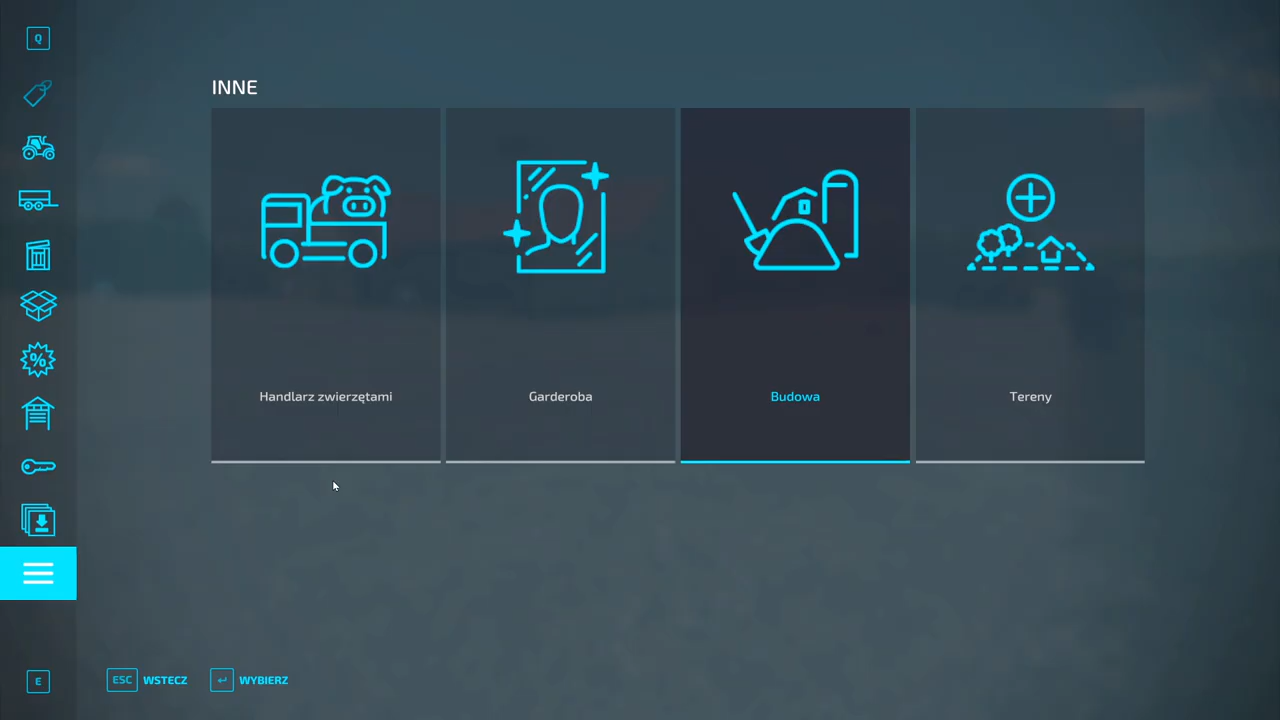 Q
INNE
Handlarz zwierzętami
Garderoba
Budowa
Tereny
%
E
ESC WSTECZ
↩ WYBIERZ